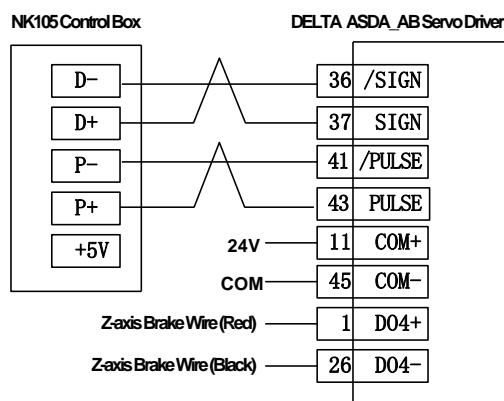 NK105 Control Box DELTA ASDA_AB Servo Driver
D- 36 /SIGN
D+ 37 SIGN
P- 41 /PULSE
P+ 43 PULSE
+5V
24V 11 COM+
COM 45 COM-
Z-axis Brake Wire (Red) 1 DO4+
Z-axis Brake Wire (Black) 26 DO4-